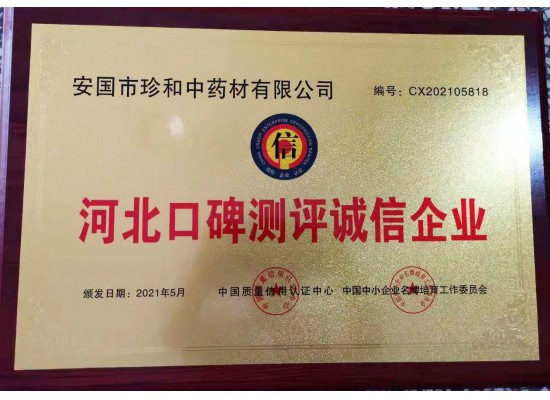 安国市珍和中药材有限公司 编号：CX202105818
信
河北口碑测评诚信企业
颁发日期：2021年5月 中国质量信用认证中心 中国中小企业名牌培育工作委员会